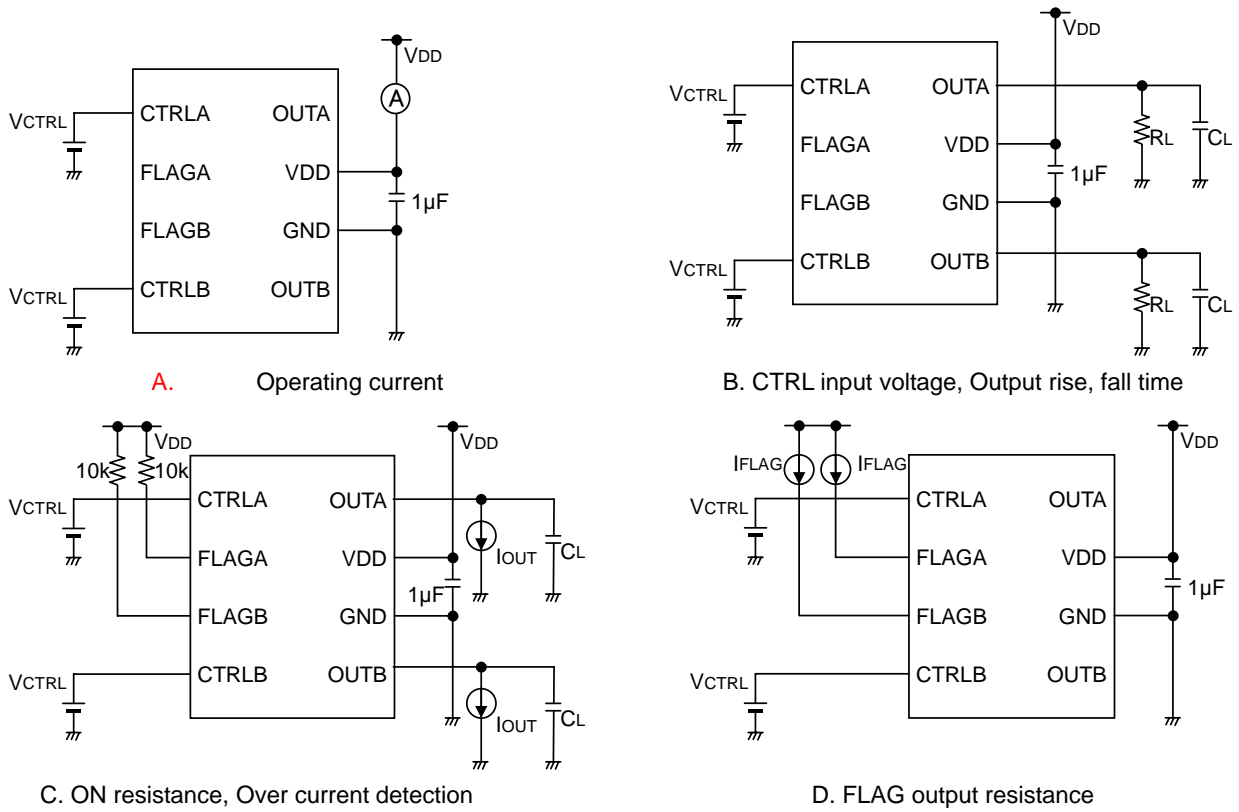 VDD
A
VCTRL
CTRLA OUTA
FLAGA VDD
1µF
FLAGB GND
VCTRL
CTRLB OUTB
A. Operating current
VDD
VCTRL
CTRLA OUTA
RL CL
FLAGA VDD
1µF
FLAGB GND
VCTRL
CTRLB OUTB
RL CL
B. CTRL input voltage, Output rise, fall time
VDD VDD
10k 10k
VCTRL
CTRLA OUTA
IOUT CL
FLAGA VDD
1µF
FLAGB GND
VCTRL
CTRLB OUTB
IOUT CL
C. ON resistance, Over current detection
VDD
IFLAG IFLAG
VCTRL
CTRLA OUTA
FLAGA VDD
1µF
FLAGB GND
VCTRL
CTRLB OUTB
D. FLAG output resistance